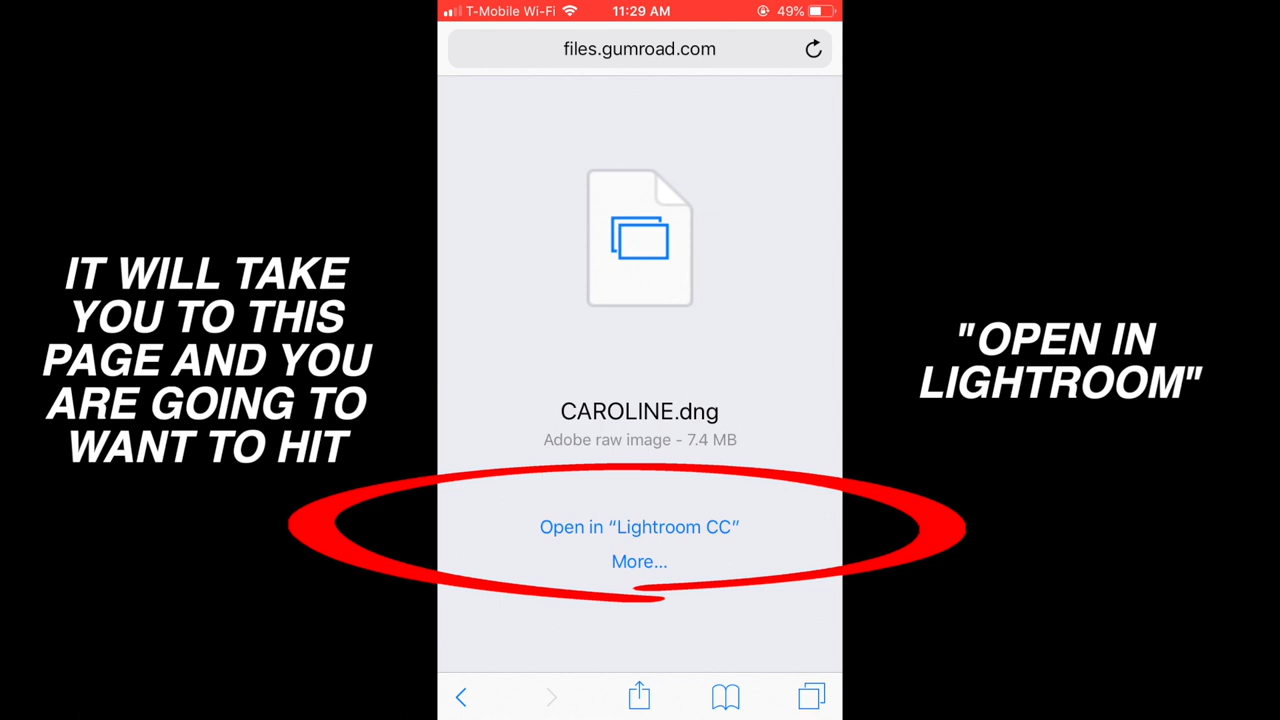 T-Mobile Wi-Fi 11:29 AM 49%
files.gumroad.com
IT WILL TAKE
YOU TO THIS
PAGE AND YOU
ARE GOING TO
WANT TO HIT
"OPEN IN
LIGHTROOM"
CAROLINE.dng
Adobe raw image - 7.4 MB
Open in “Lightroom CC”
More...